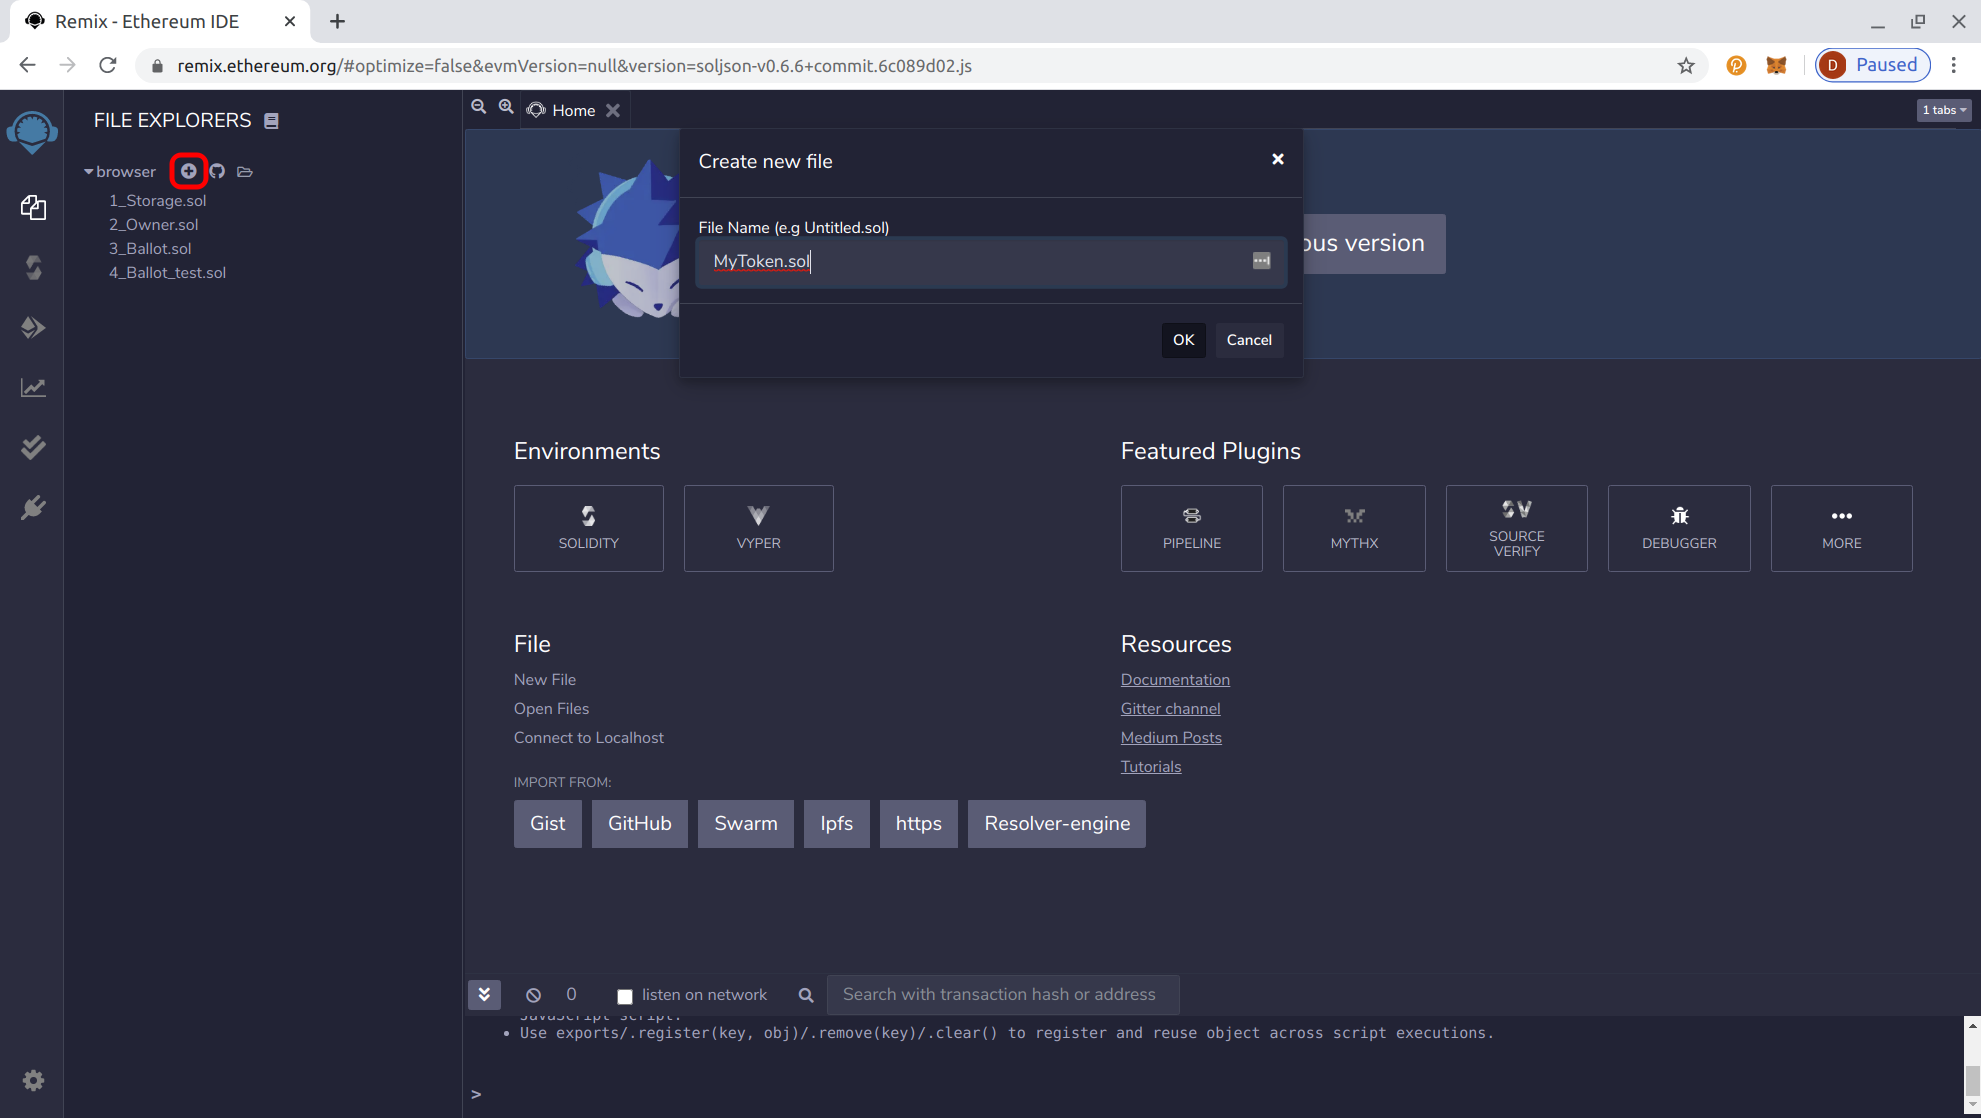 Remix - Ethereum IDE
remix.ethereum.org/#optimize=false&evmVersion=null&version=soljson-v0.6.6+commit.6c089d02.js
D Paused
FILE EXPLORERS
Home
1 tabs
browser
1_Storage.sol
2_Owner.sol
3_Ballot.sol
4_Ballot_test.sol
Create new file
File Name (e.g Untitled.sol)
MyToken.sol
OK Cancel
ous version
Environments
SOLIDITY
VYPER
Featured Plugins
PIPELINE
MYTHX
SOURCE
VERIFY
DEBUGGER
MORE
File
New File
Open Files
Connect to Localhost
IMPORT FROM:
Gist GitHub Swarm Ipfs https Resolver-engine
Resources
Documentation
Gitter channel
Medium Posts
Tutorials
0 listen on network Search with transaction hash or address
JavaScript script.
• Use exports/.register(key, obj)/.remove(key)/.clear() to register and reuse object across script executions.
>